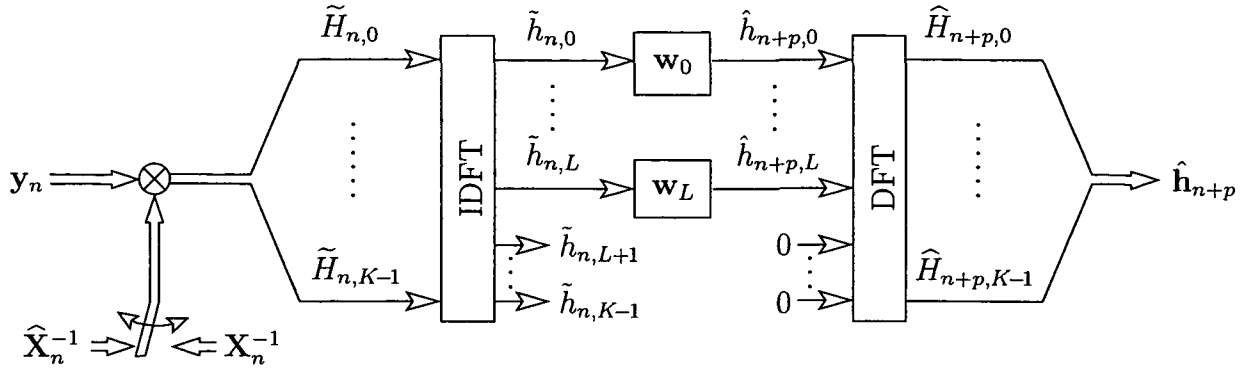 H̃_{n,0}
h̃_{n,0}
w_0
ĥ_{n+p,0}
Ĥ_{n+p,0}
y_n
IDFT
h̃_{n,L}
w_L
ĥ_{n+p,L}
DFT
ĥ_{n+p}
H̃_{n,K−1}
h̃_{n,L+1}
0
Ĥ_{n+p,K−1}
h̃_{n,K−1}
0
X̂_n^{−1}
X_n^{−1}